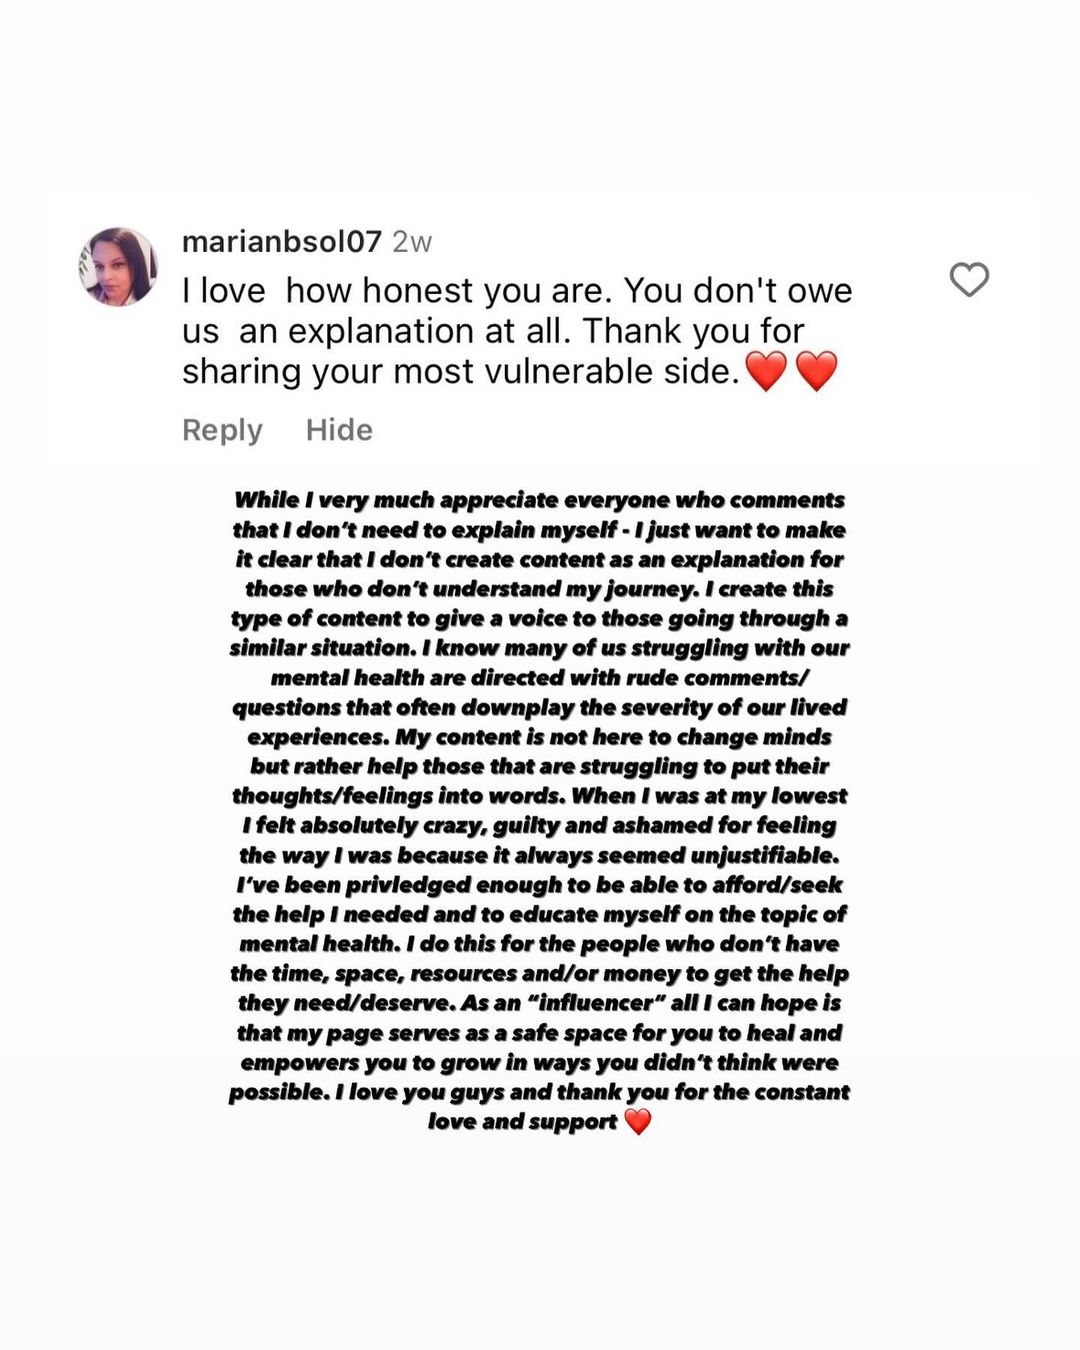 marianbsol07 2w
I love  how honest you are. You don't owe
us  an explanation at all. Thank you for
sharing your most vulnerable side.❤️❤️
Reply Hide
While I very much appreciate everyone who comments
that I don't need to explain myself - I just want to make
it clear that I don't create content as an explanation for
those who don't understand my journey. I create this
type of content to give a voice to those going through a
similar situation. I know many of us struggling with our
mental health are directed with rude comments/
questions that often downplay the severity of our lived
experiences. My content is not here to change minds
but rather help those that are struggling to put their
thoughts/feelings into words. When I was at my lowest
I felt absolutely crazy, guilty and ashamed for feeling
the way I was because it always seemed unjustifiable.
I've been privledged enough to be able to afford/seek
the help I needed and to educate myself on the topic of
mental health. I do this for the people who don't have
the time, space, resources and/or money to get the help
they need/deserve. As an "influencer" all I can hope is
that my page serves as a safe space for you to heal and
empowers you to grow in ways you didn't think were
possible. I love you guys and thank you for the constant
love and support ❤️